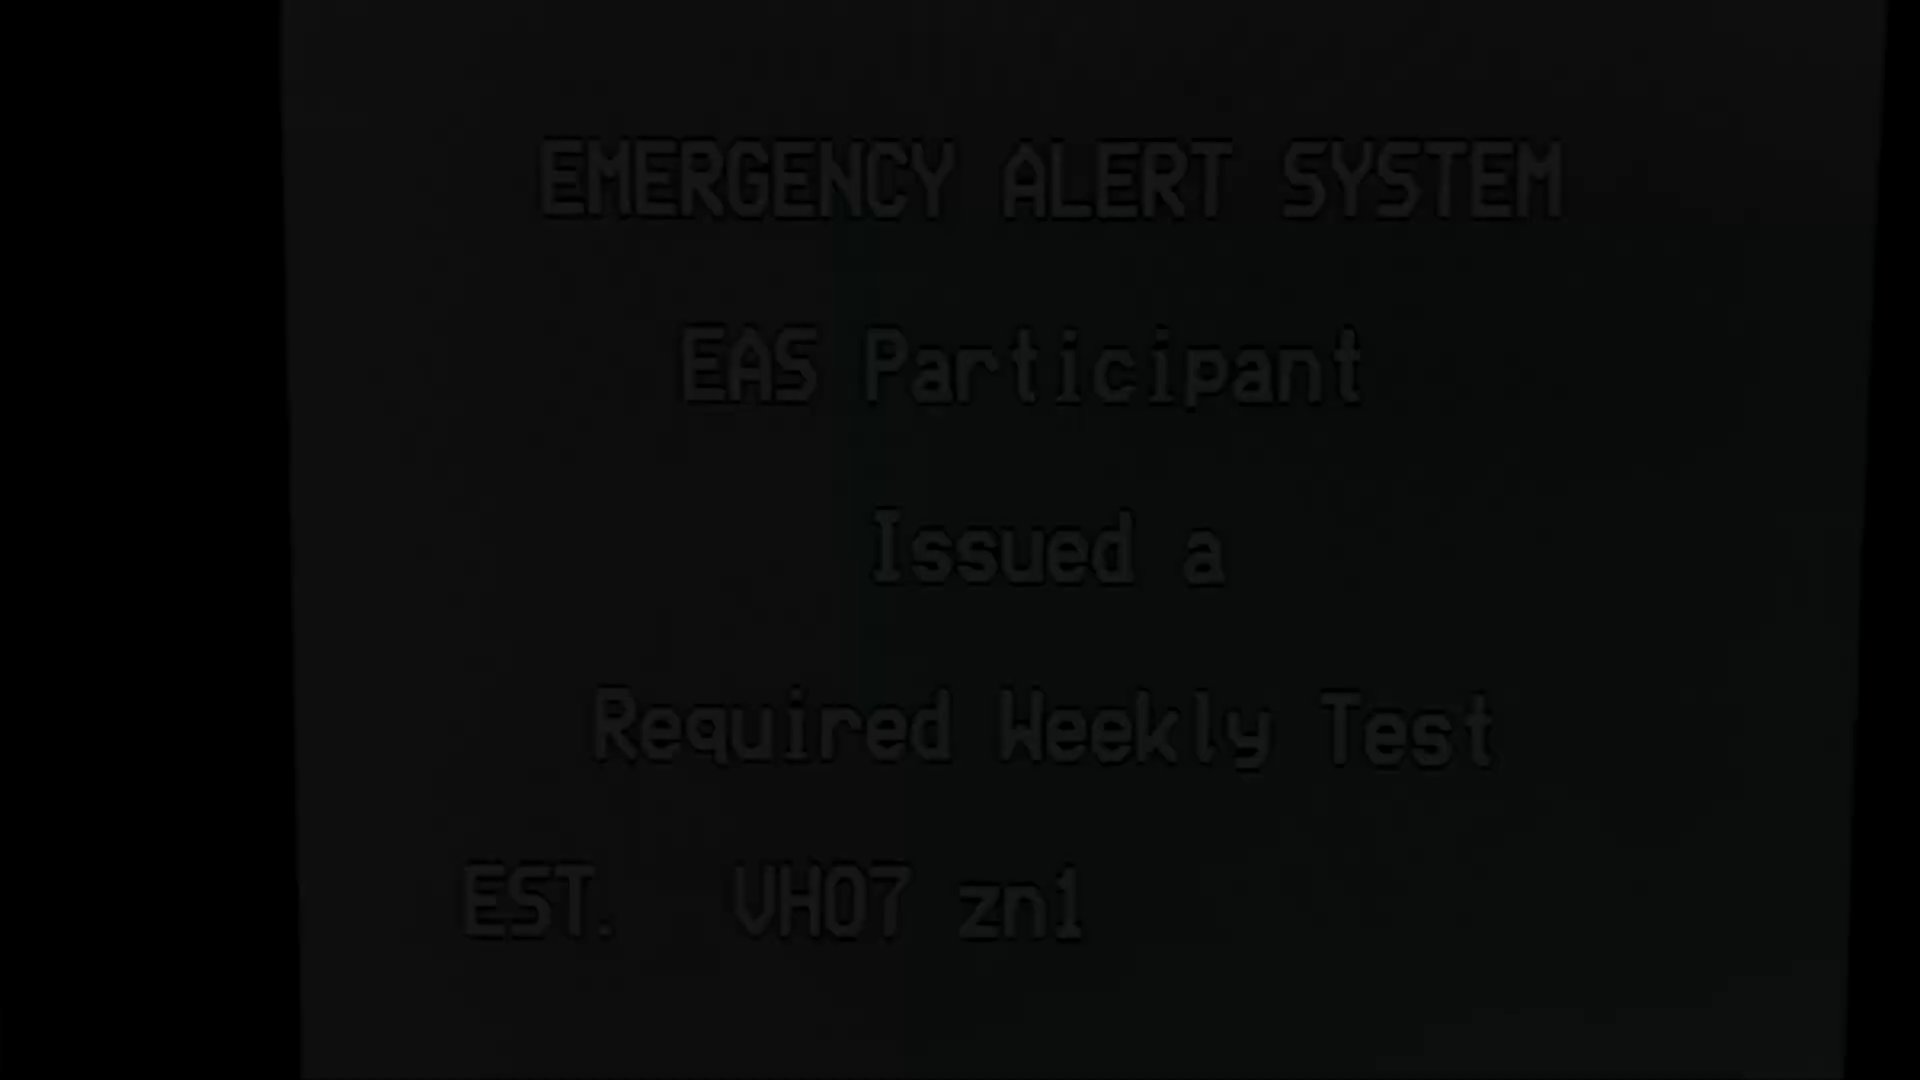 EMERGENCY ALERT SYSTEM
EAS Participant
Issued a
Required Weekly Test
EST. VH07 zn1